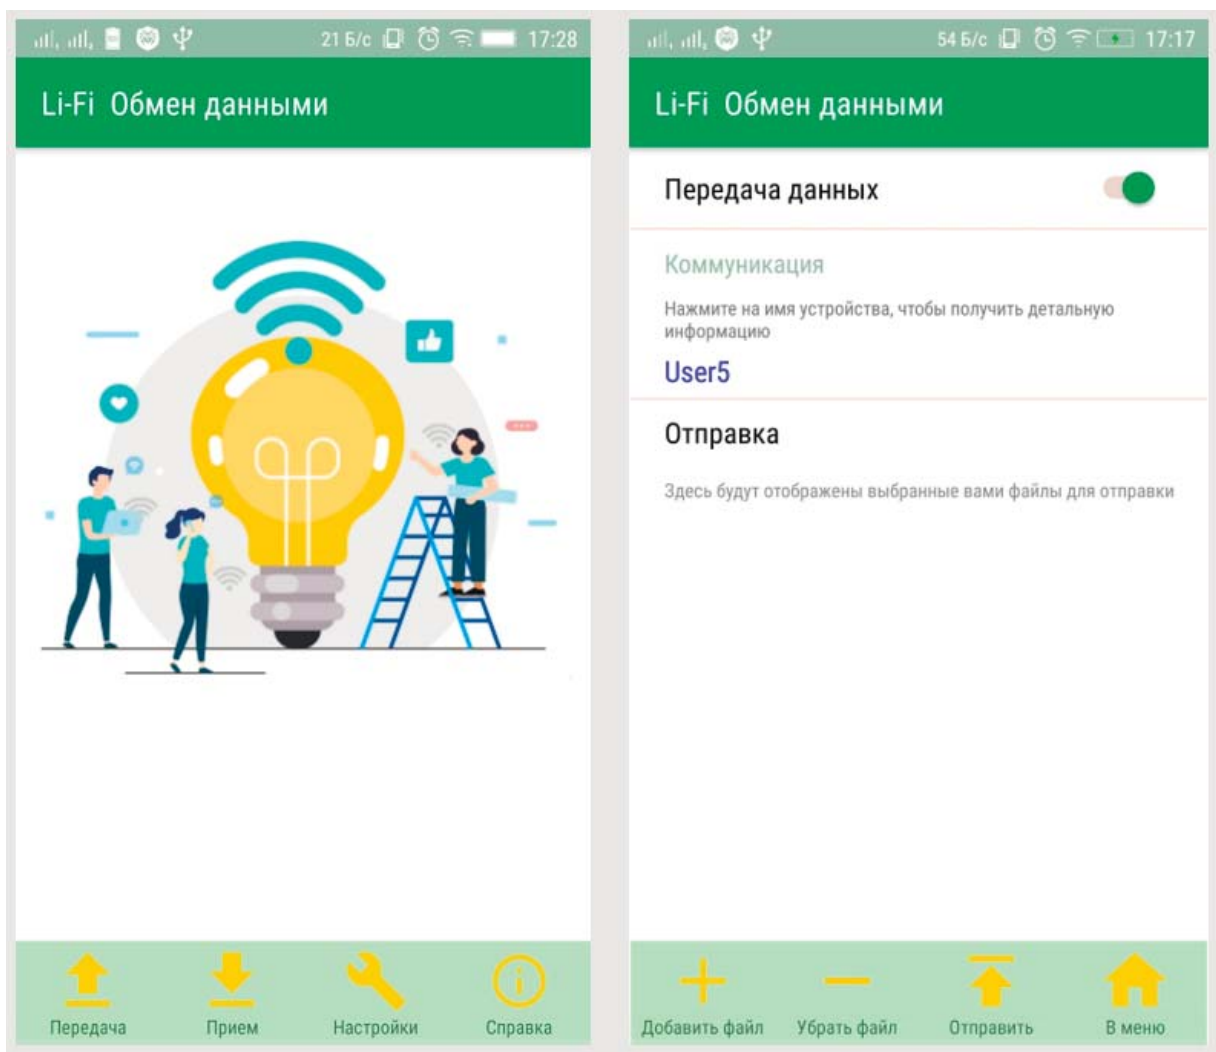 21 Б/с 17:28
Li-Fi Обмен данными
Передача Прием Настройки Справка
54 Б/с 17:17
Li-Fi Обмен данными
Передача данных
Коммуникация
Нажмите на имя устройства, чтобы получить детальную
информацию
User5
Отправка
Здесь будут отображены выбранные вами файлы для отправки
Добавить файл Убрать файл Отправить В меню